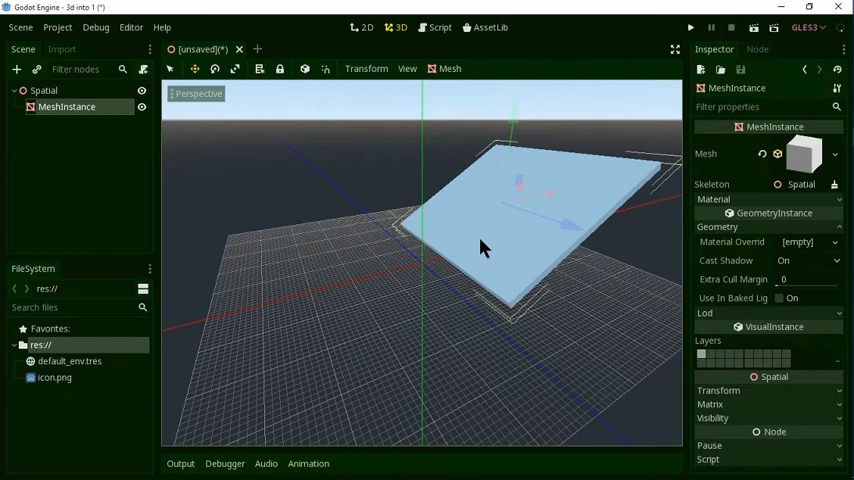 Godot Engine - 3d into 1 (*)
Scene Project Debug Editor Help
2D 3D Script AssetLib
GLES3
Scene Import
[unsaved](*)
Inspector Node
Filter nodes
Transform View Mesh
Spatial
MeshInstance
Perspective
MeshInstance
Filter properties
MeshInstance
Mesh
Skeleton Spatial
Material
GeometryInstance
Geometry
Material Overrid [empty]
Cast Shadow On
Extra Cull Margin 0
Use In Baked Lig On
Lod
VisualInstance
Layers
Spatial
Transform
Matrix
Visibility
Node
Pause
Script
FileSystem
res://
Search files
Favorites:
res://
default_env.tres
icon.png
Output Debugger Audio Animation